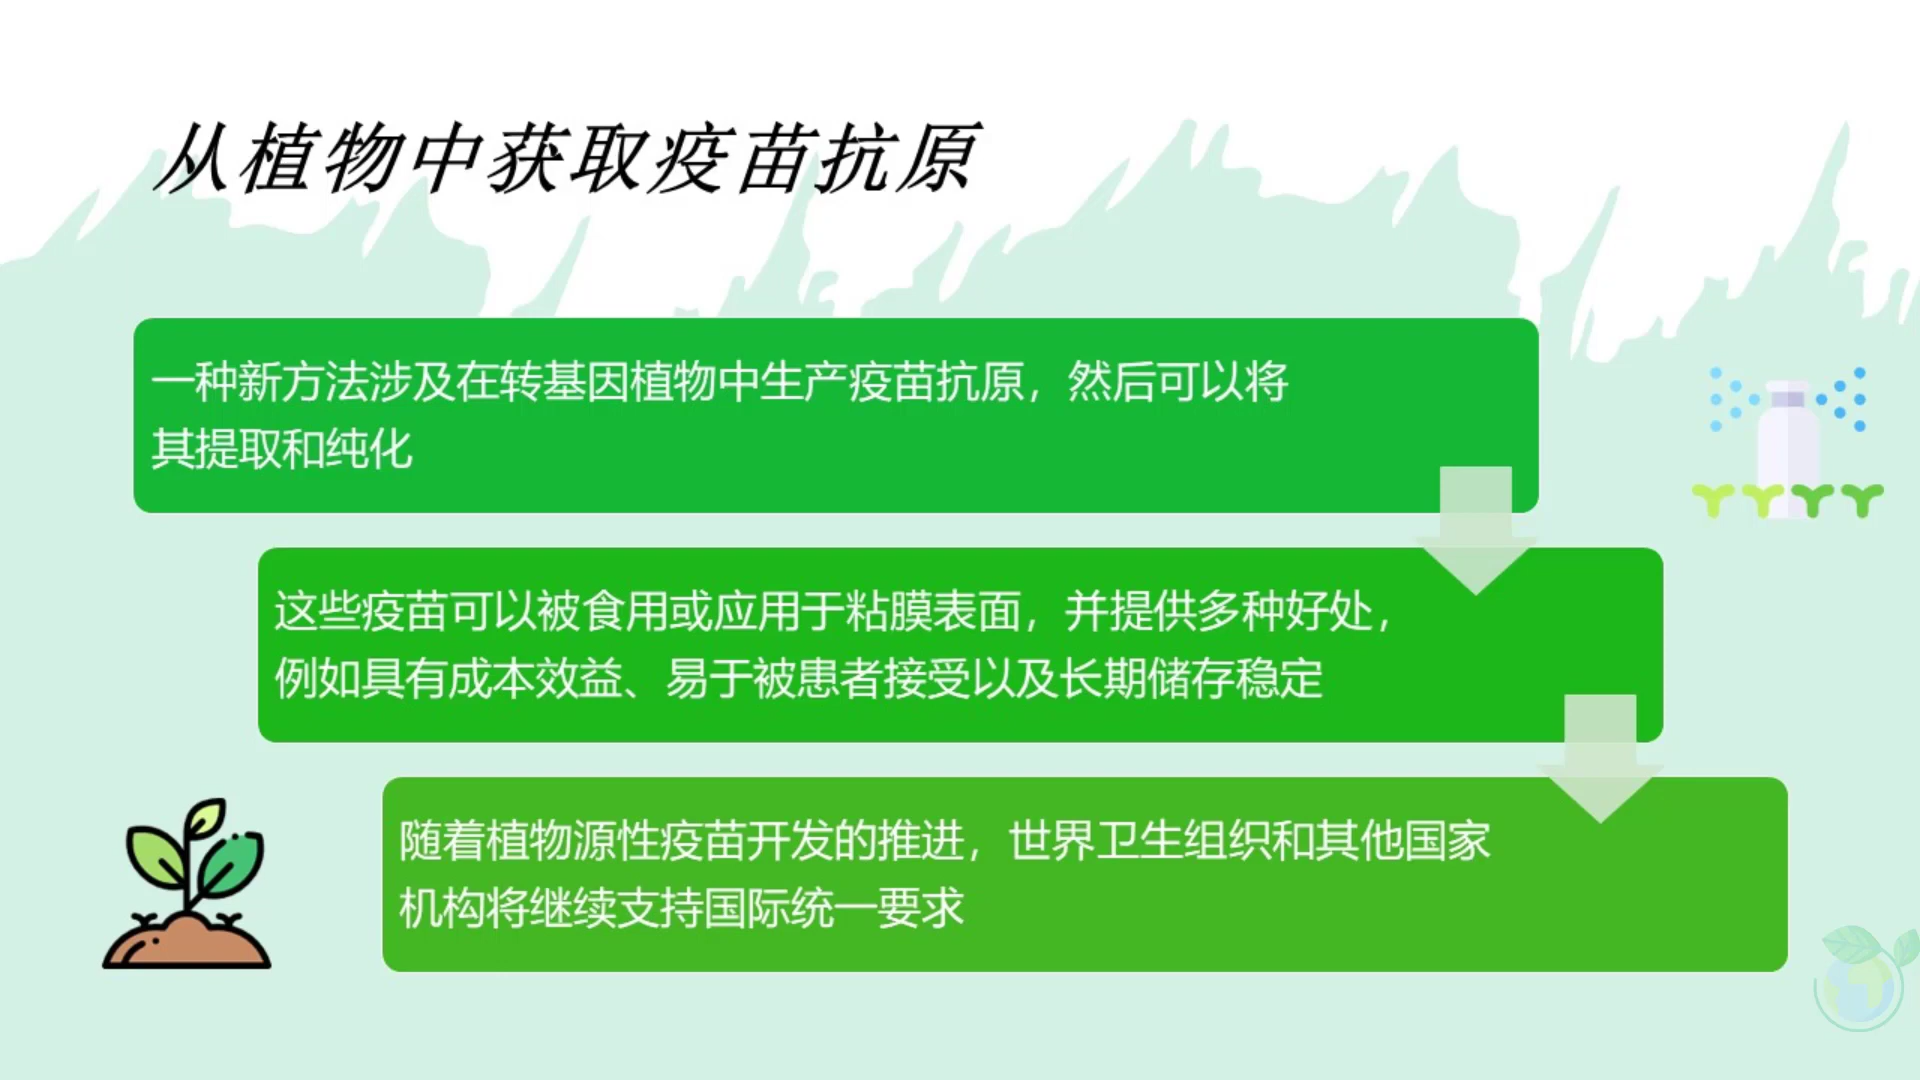 从植物中获取疫苗抗原
一种新方法涉及在转基因植物中生产疫苗抗原，然后可以将
其提取和纯化
这些疫苗可以被食用或应用于粘膜表面，并提供多种好处，
例如具有成本效益、易于被患者接受以及长期储存稳定
随着植物源性疫苗开发的推进，世界卫生组织和其他国家
机构将继续支持国际统一要求